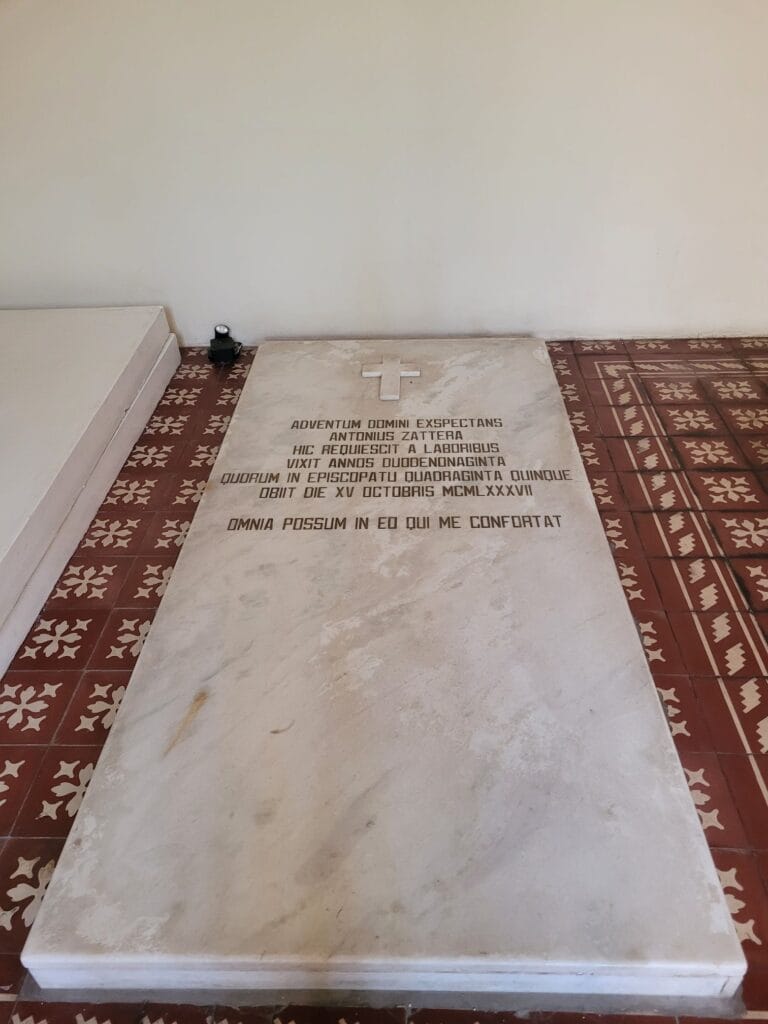 ADVENTUM DOMINI EXSPECTANS
ANTONIUS ZATTERA
HIC REQUIESCIT A LABORIBUS
VIXIT ANNOS DUODENONAGINTA
QUORUM IN EPISCOPATU QUADRAGINTA QUINQUE
OBIIT DIE XV OCTOBRIS MCMLXXXVII
OMNIA POSSUM IN EO QUI ME CONFORTAT